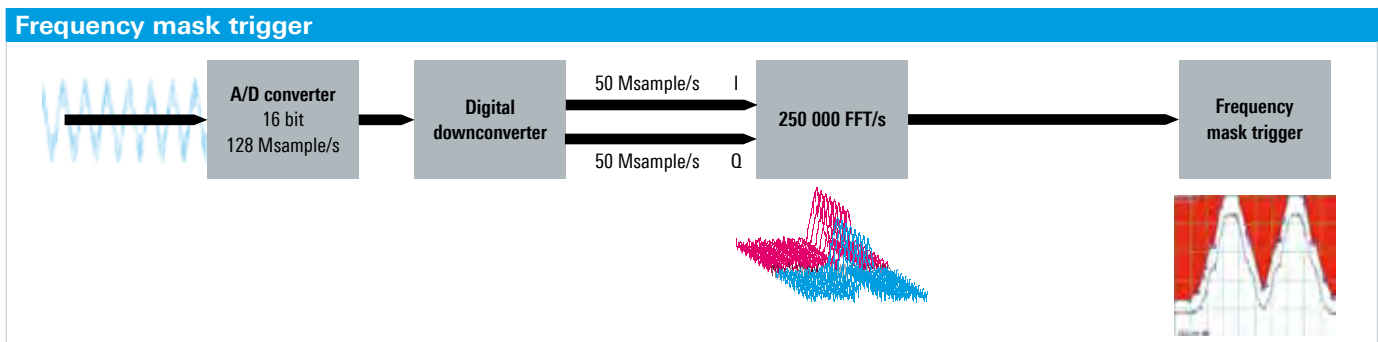 Frequency mask trigger
A/D converter
16 bit
128 Msample/s
Digital
downconverter
50 Msample/s I
50 Msample/s Q
250 000 FFT/s
Frequency
mask trigger